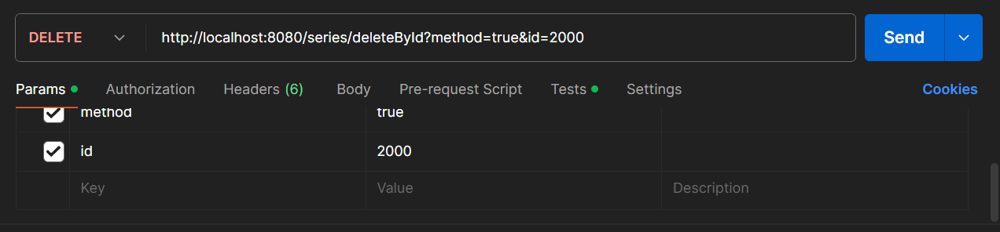 DELETE http://localhost:8080/series/deleteById?method=true&id=2000 Send
Params Authorization Headers (6) Body Pre-request Script Tests Settings Cookies
method true
id 2000
Key Value Description